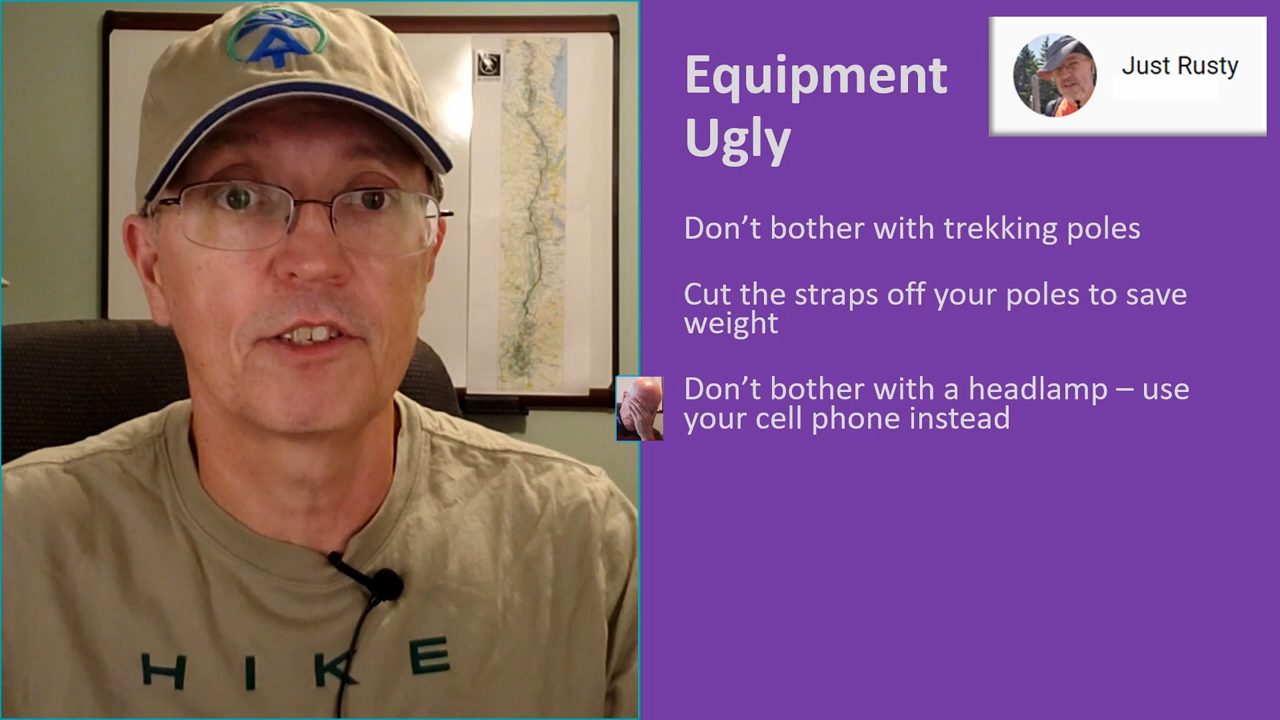 Equipment
Ugly
Just Rusty
Don’t bother with trekking poles
Cut the straps off your poles to save
weight
Don’t bother with a headlamp – use
your cell phone instead
HIKE